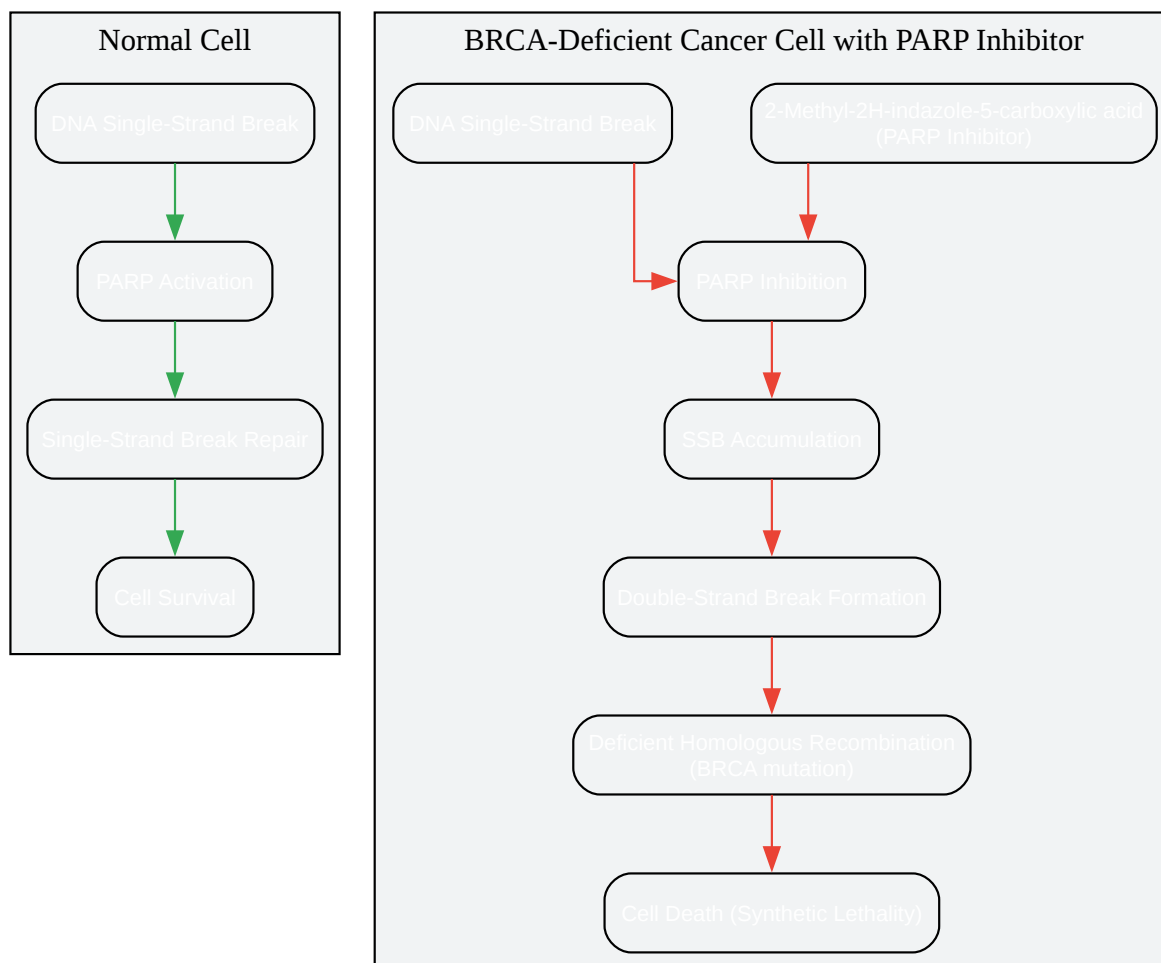 Normal Cell
DNA Single-Strand Break
PARP Activation
Single-Strand Break Repair
Cell Survival
BRCA-Deficient Cancer Cell with PARP Inhibitor
DNA Single-Strand Break
2-Methyl-2H-indazole-5-carboxylic acid
(PARP Inhibitor)
PARP Inhibition
SSB Accumulation
Double-Strand Break Formation
Deficient Homologous Recombination
(BRCA mutation)
Cell Death (Synthetic Lethality)